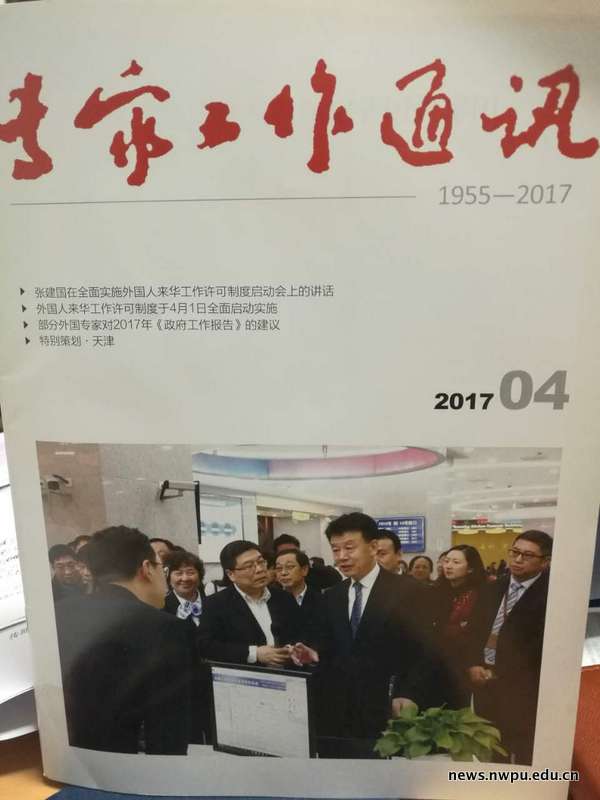 专家工作通讯
1955—2017
张建国在全面实施外国人来华工作许可制度启动会上的讲话
外国人来华工作许可制度于4月1日全面启动实施
部分外国专家对2017年《政府工作报告》的建议
特别策划·天津
2017 04
news.nwpu.edu.cn